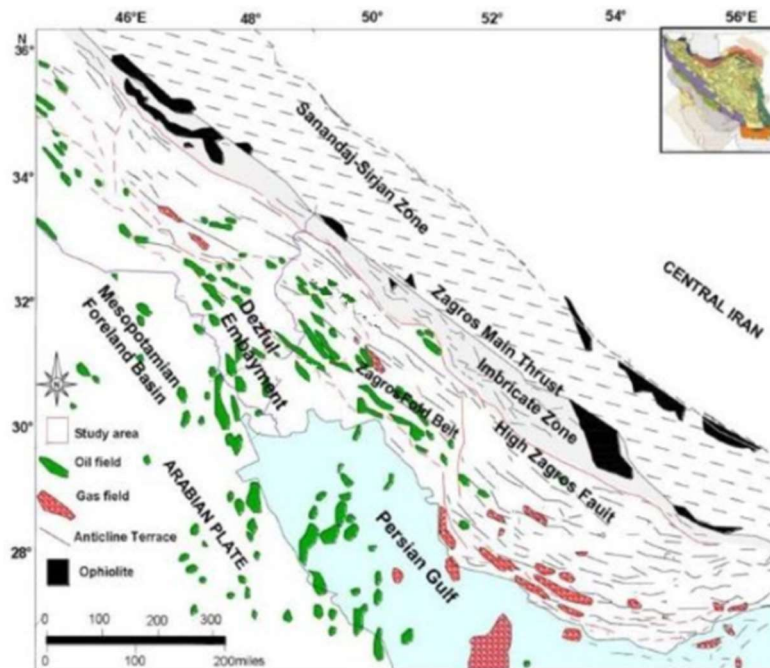 46°E 48° 50° 52° 54° 56°E
N
36°
34°
32°
30°
28°
Sanandaj-Sirjan Zone
CENTRAL IRAN
Zagros Main Thrust
Imbricate Zone
High Zagros Fault
Zagros Fold Belt
Dezful-
Embayment
Mesopotamian
Foreland Basin
ARABIAN PLATE
Persian Gulf
Study area
Oil field
Gas field
Anticline Terrace
Ophiolite
0 100 200 300
0 100 200miles